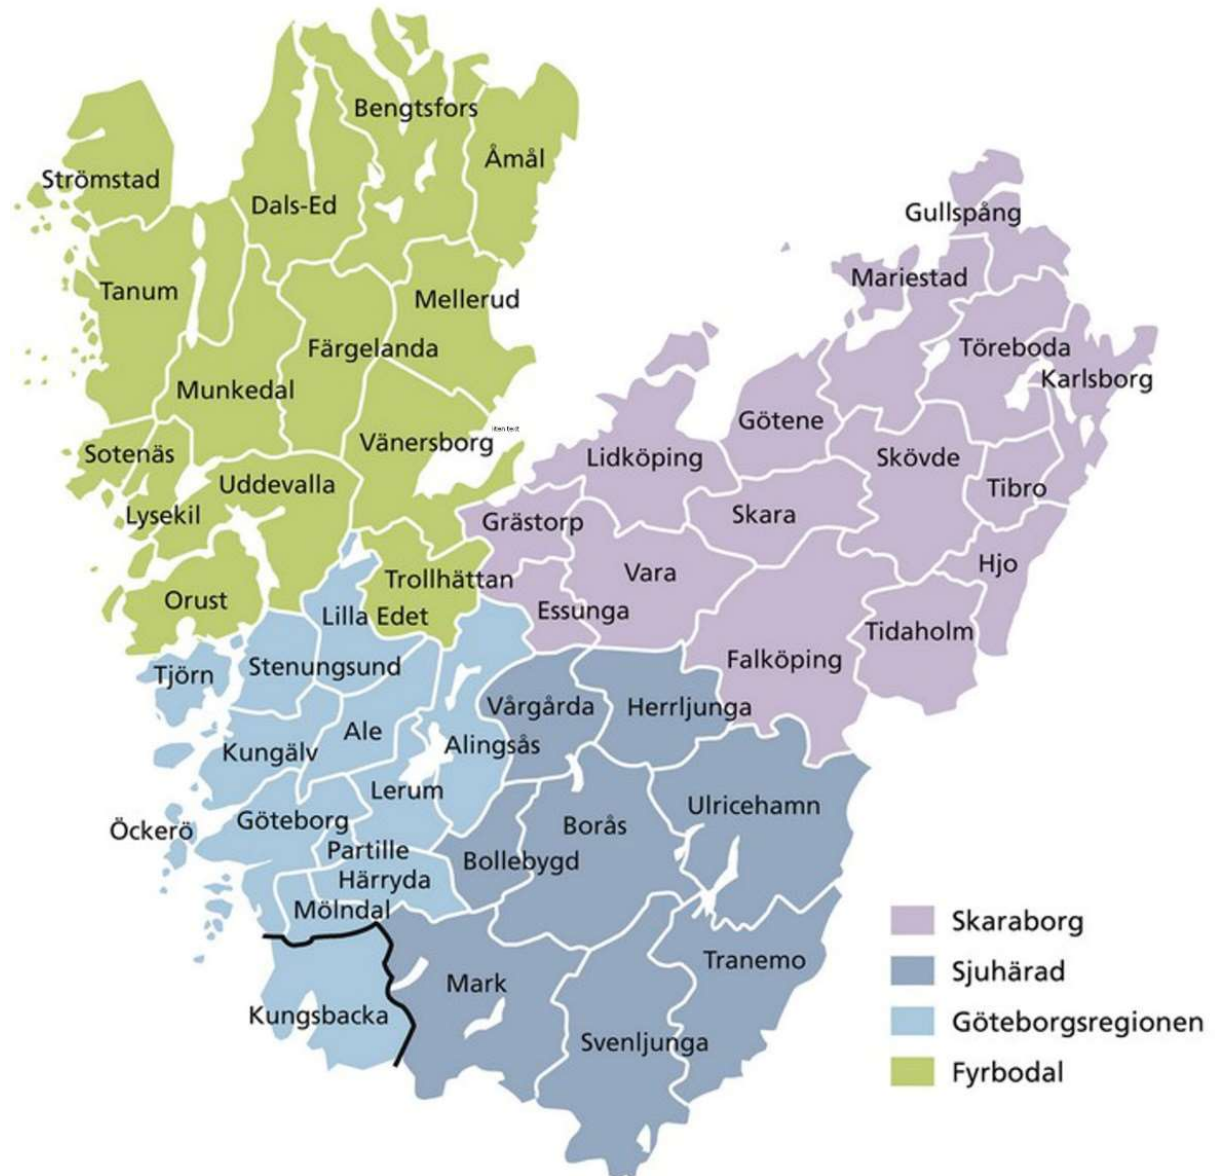 Bengtsfors
Åmål
Strömstad
Dals-Ed
Gullspång
Mariestad
Tanum
Mellerud
Färgelanda
Töreboda
Karlsborg
Munkedal
Götene
Vänersborg
liten text
Sotenäs
Lidköping
Skövde
Uddevalla
Tibro
Lysekil
Grästorp
Skara
Hjo
Vara
Trollhättan
Orust
Essunga
Lilla Edet
Tidaholm
Falköping
Stenungsund
Tjörn
Vårgårda
Herrljunga
Ale
Alingsås
Kungälv
Lerum
Ulricehamn
Göteborg
Borås
Öckerö
Partille
Bollebygd
Härryda
Mölndal
Skaraborg
Tranemo
Sjuhärad
Mark
Kungsbacka
Göteborgsregionen
Svenljunga
Fyrbodal